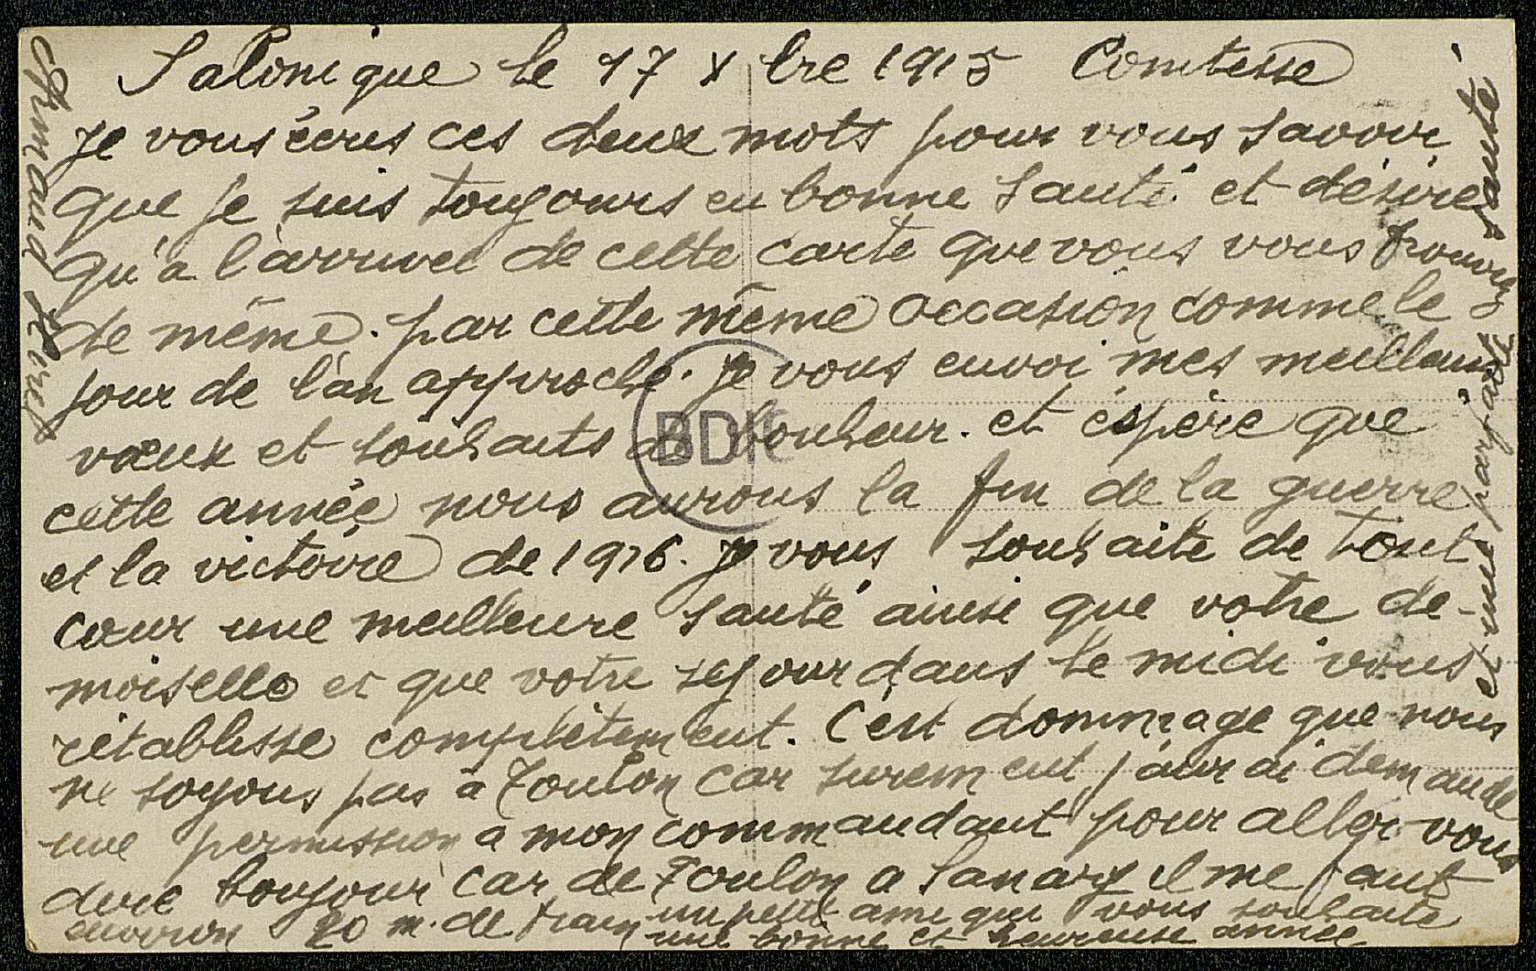 Salonique le 17 Xbre 1915 Comtesse
Je vous écris ces deux mots pour vous savoir
que je suis toujours en bonne santé et désire
qu'a l'arrivée de cette carte que vous vous trouviez
de même. par cette même occasion comme le
jour de l'an approche. Je vous envoi mes meilleurs
vœux et souhaits de bonheur. et éspère que
cette année nous aurons la fin de la guerre
et la victoire de 1916. Je vous souhaite de tout
cœur une meilleure santé ainsi que votre de-
moiselle et que votre sejour dans le midi vous
rétablisse complètement. C'est dommage que nous
ne soyons pas à Toulon car surement j'aurai demandé
une permission a mon commandant pour aller vous
dire bonjour car de Toulon a Sanary il me faut
environ 20 m. de train un petit ami qui vous souhaite
une bonne et heureuse année
et une parfaite santé
Armand
BDIC